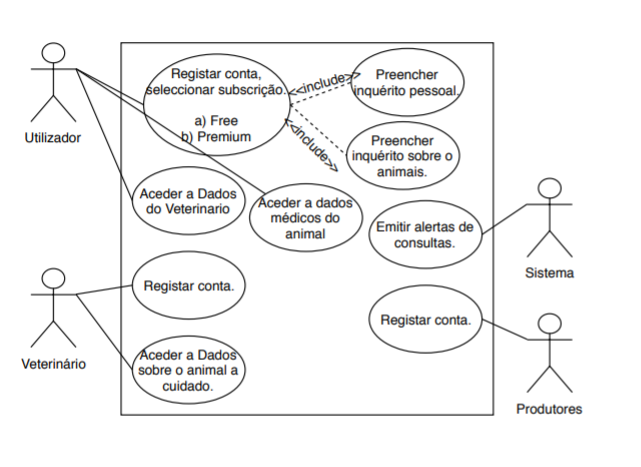 Registar conta,
seleccionar subscrição.
a) Free
b) Premium
<<include>>
Preencher
inquérito pessoal.
<<include>>
Preencher
inquérito sobre o
animais.
Utilizador
Aceder a Dados
do Veterinario
Aceder a dados
médicos do
animal
Emitir alertas de
consultas.
Sistema
Registar conta.
Registar conta.
Veterinário
Aceder a Dados
sobre o animal a
cuidado.
Produtores